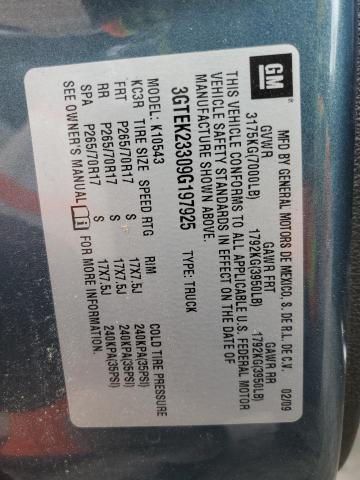 GM
MFD BY GENERAL MOTORS DE MEXICO, S. DE R.L. DE C.V. 02/09
GVWR GAWR FRT GAWR RR
3175KG(7000LB) 1792KG(3950LB) 1792KG(3950LB)
THIS VEHICLE CONFORMS TO ALL APPLICABLE U.S. FEDERAL MOTOR
VEHICLE SAFETY STANDARDS IN EFFECT ON THE DATE OF
MANUFACTURE SHOWN ABOVE.
3GTEK23309G197925 TYPE: TRUCK
MODEL: K10543
KC3R TIRE SIZE SPEED RTG RIM COLD TIRE PRESSURE
FRT P265/70R17 S 17X7.5J 240KPA(35PSI)
RR P265/70R17 S 17X7.5J 240KPA(35PSI)
SPA P265/70R17 S 17X7.5J 240KPA(35PSI)
SEE OWNER'S MANUAL FOR MORE INFORMATION.